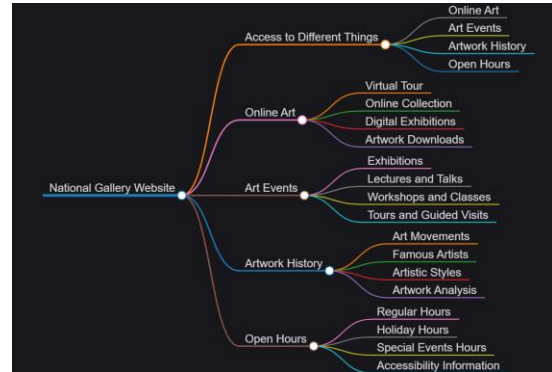 National Gallery Website
Access to Different Things
Online Art
Art Events
Artwork History
Open Hours
Online Art
Virtual Tour
Online Collection
Digital Exhibitions
Artwork Downloads
Art Events
Exhibitions
Lectures and Talks
Workshops and Classes
Tours and Guided Visits
Artwork History
Art Movements
Famous Artists
Artistic Styles
Artwork Analysis
Open Hours
Regular Hours
Holiday Hours
Special Events Hours
Accessibility Information